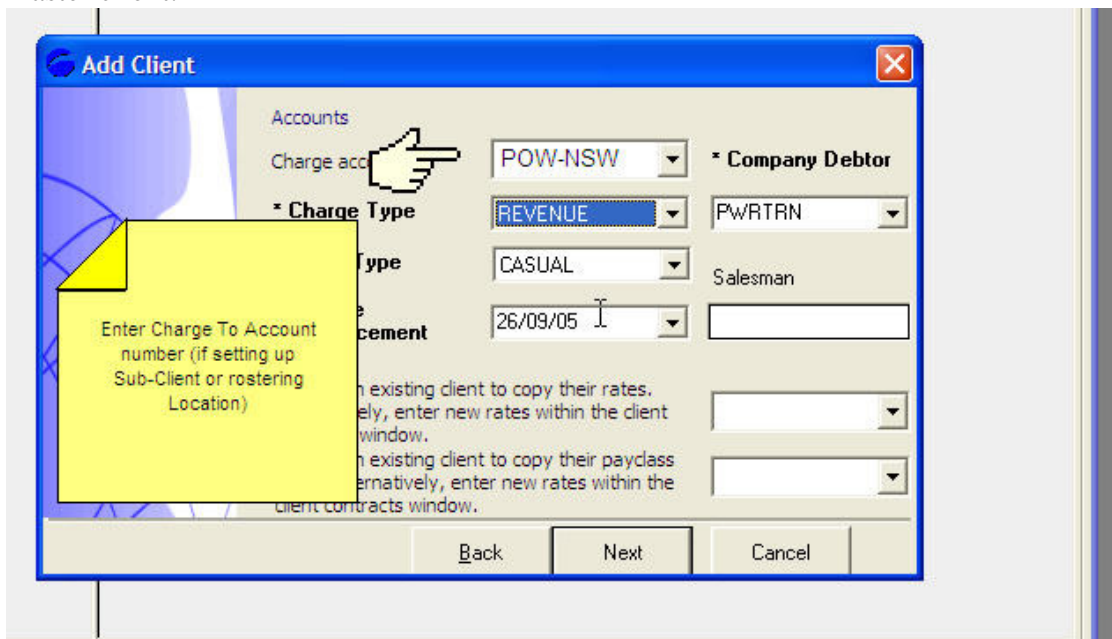 Add Client
Accounts
Charge acc
POW-NSW
* Company Debtor
* Charge Type
REVENUE
PWRTRN
Type
CASUAL
Salesman
cement
26/09/05
Enter Charge To Account
number (if setting up
Sub-Client or rostering
Location)
existing client to copy their rates.
ely, enter new rates within the client
window.
existing client to copy their payclass
ernatively, enter new rates within the
client contracts window.
Back
Next
Cancel